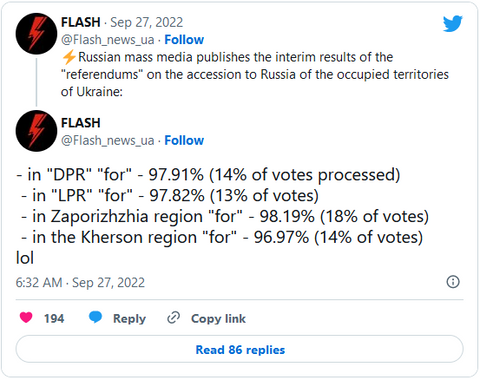 FLASH · Sep 27, 2022
@Flash_news_ua · Follow
⚡Russian mass media publishes the interim results of the
"referendums" on the accession to Russia of the occupied territories
of Ukraine:
FLASH
@Flash_news_ua · Follow
- in "DPR" "for" - 97.91% (14% of votes processed)
- in "LPR" "for" - 97.82% (13% of votes)
- in Zaporizhzhia region "for" - 98.19% (18% of votes)
- in the Kherson region "for" - 96.97% (14% of votes)
lol
6:32 AM · Sep 27, 2022
194 Reply Copy link
Read 86 replies